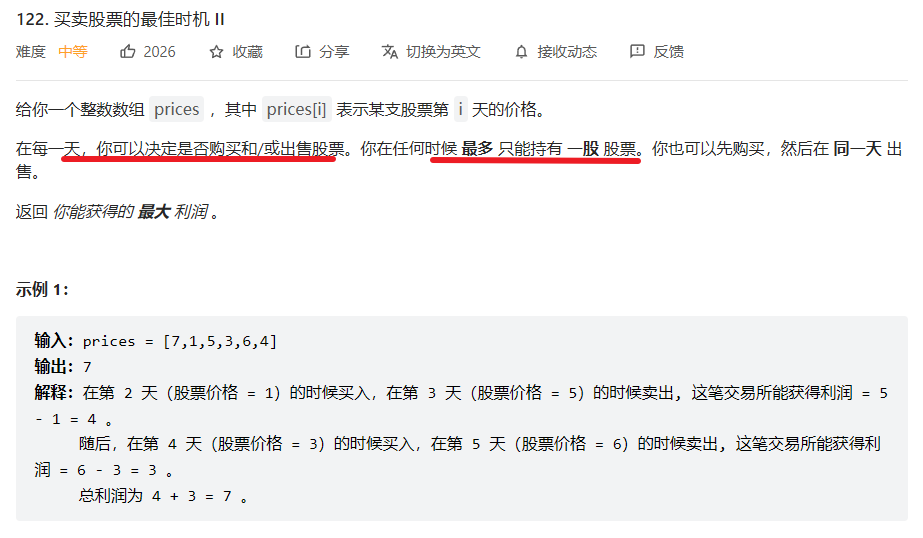 122. 买卖股票的最佳时机 II
难度 中等 2026 收藏 分享 切换为英文 接收动态 反馈
给你一个整数数组 prices ，其中 prices[i] 表示某支股票第 i 天的价格。
在每一天，你可以决定是否购买和/或出售股票。你在任何时候 最多 只能持有 一股 股票。你也可以先购买，然后在 同一天 出
售。
返回 你能获得的 最大 利润 。
示例 1：
输入：prices = [7,1,5,3,6,4]
输出：7
解释：在第 2 天（股票价格 = 1）的时候买入，在第 3 天（股票价格 = 5）的时候卖出, 这笔交易所能获得利润 = 5
- 1 = 4 。
随后，在第 4 天（股票价格 = 3）的时候买入，在第 5 天（股票价格 = 6）的时候卖出, 这笔交易所能获得利
润 = 6 - 3 = 3 。
总利润为 4 + 3 = 7 。